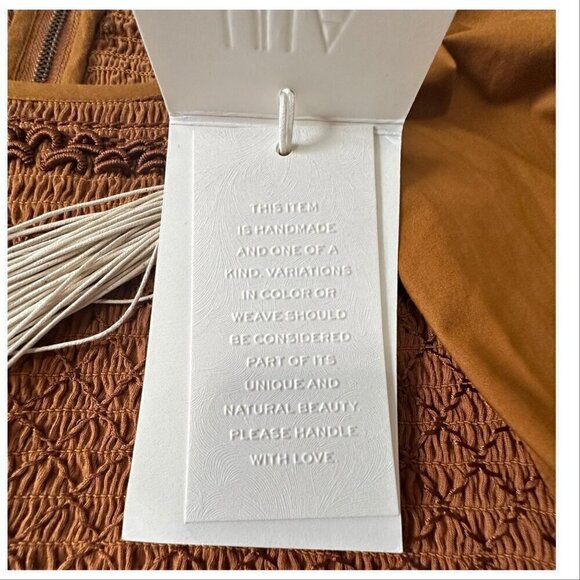 THIS ITEM
IS HANDMADE
AND ONE OF A
KIND. VARIATIONS
IN COLOR OR
WEAVE SHOULD
BE CONSIDERED
PART OF ITS
UNIQUE AND
NATURAL BEAUTY.
PLEASE HANDLE
WITH LOVE.